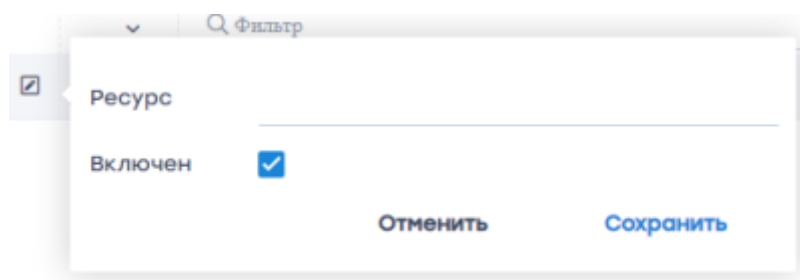 Фильтр
Ресурс
Включен
Отменить Сохранить